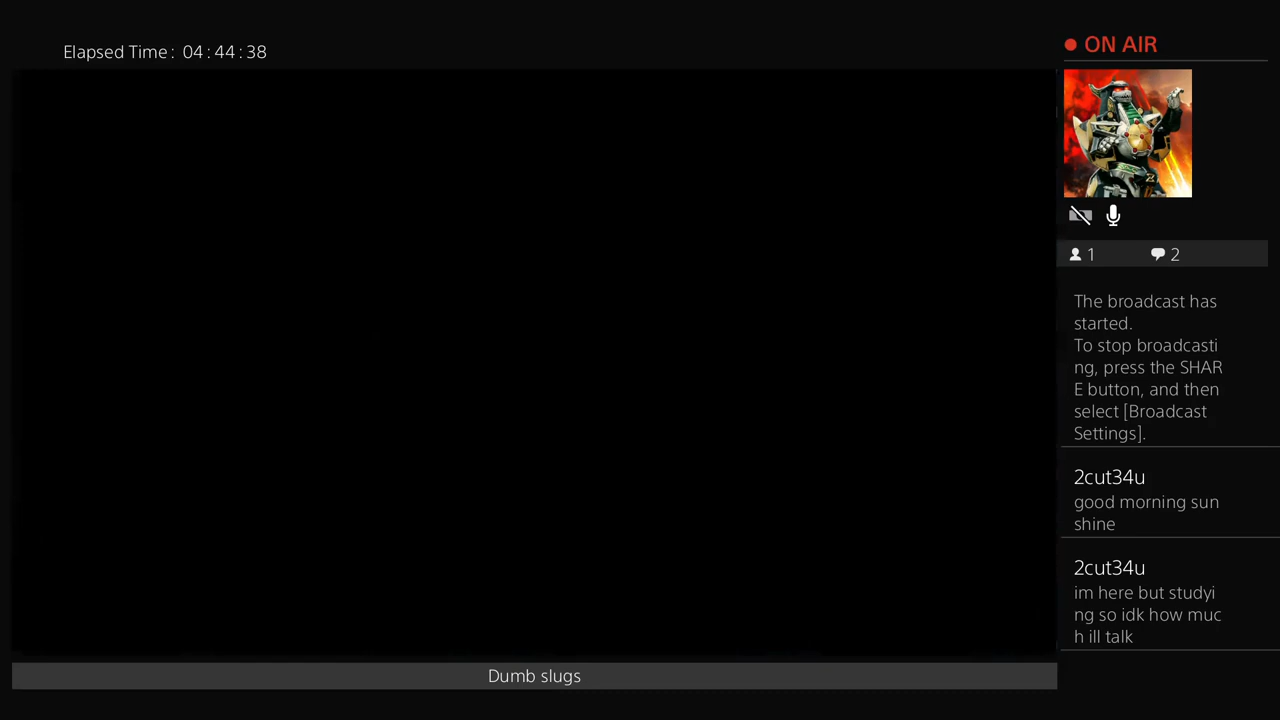 Elapsed Time: 04:44:38
ON AIR
1 2
The broadcast has
started.
To stop broadcasti
ng, press the SHAR
E button, and then
select [Broadcast
Settings].
2cut34u
good morning sun
shine
2cut34u
im here but studyi
ng so idk how muc
h ill talk
Dumb slugs